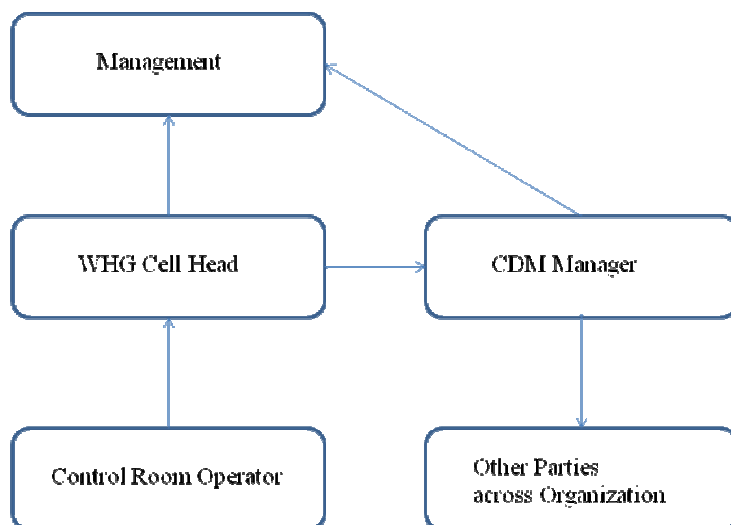 Management
WHG Cell Head
CDM Manager
Control Room Operator
Other Parties
across Organization